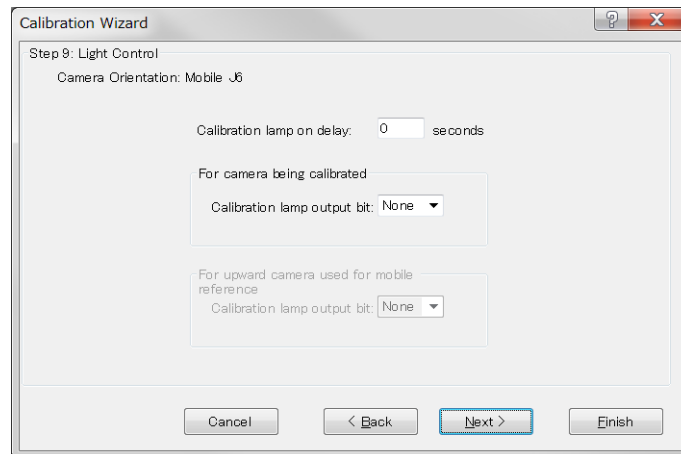 Calibration Wizard
Step 9: Light Control
Camera Orientation: Mobile J6
Calibration lamp on delay: 0 seconds
For camera being calibrated
Calibration lamp output bit: None
For upward camera used for mobile
reference
Calibration lamp output bit: None
Cancel < Back Next > Finish